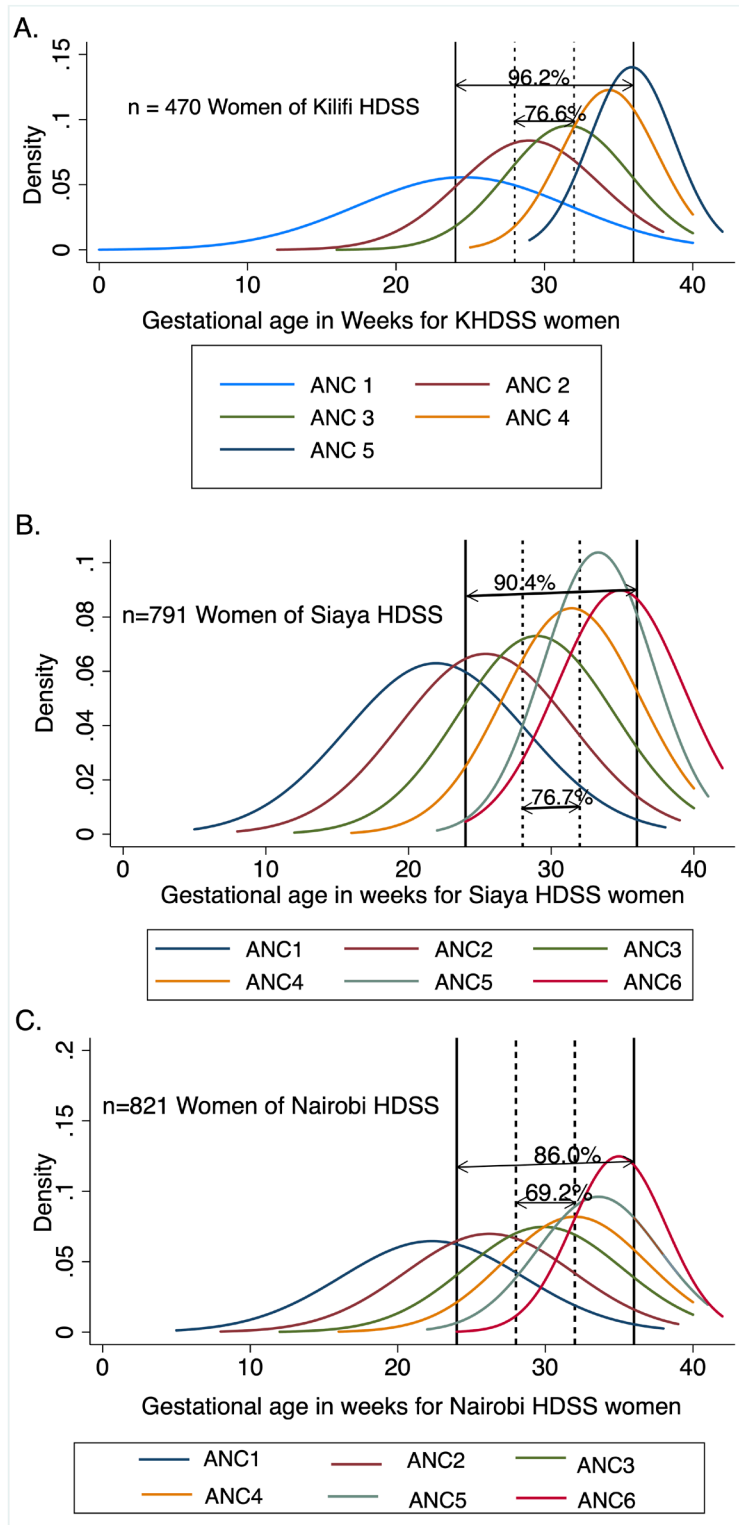 A.
.15
96.2%
n = 470 Women of Kilifi HDSS
76.6%
.1
Density
.05
0
0 10 20 30 40
Gestational age in Weeks for KHDSS women
ANC 1 ANC 2
ANC 3 ANC 4
ANC 5
B.
.1
90.4%
n=791 Women of Siaya HDSS
.08
.06
Density
.04
.02
76.7%
0
0 10 20 30 40
Gestational age in weeks for Siaya HDSS women
ANC1 ANC2 ANC3
ANC4 ANC5 ANC6
C.
.2
n=821 Women of Nairobi HDSS
.15
86.0%
69.2%
.1
Density
.05
0
0 10 20 30 40
Gestational age in weeks for Nairobi HDSS women
ANC1 ANC2 ANC3
ANC4 ANC5 ANC6